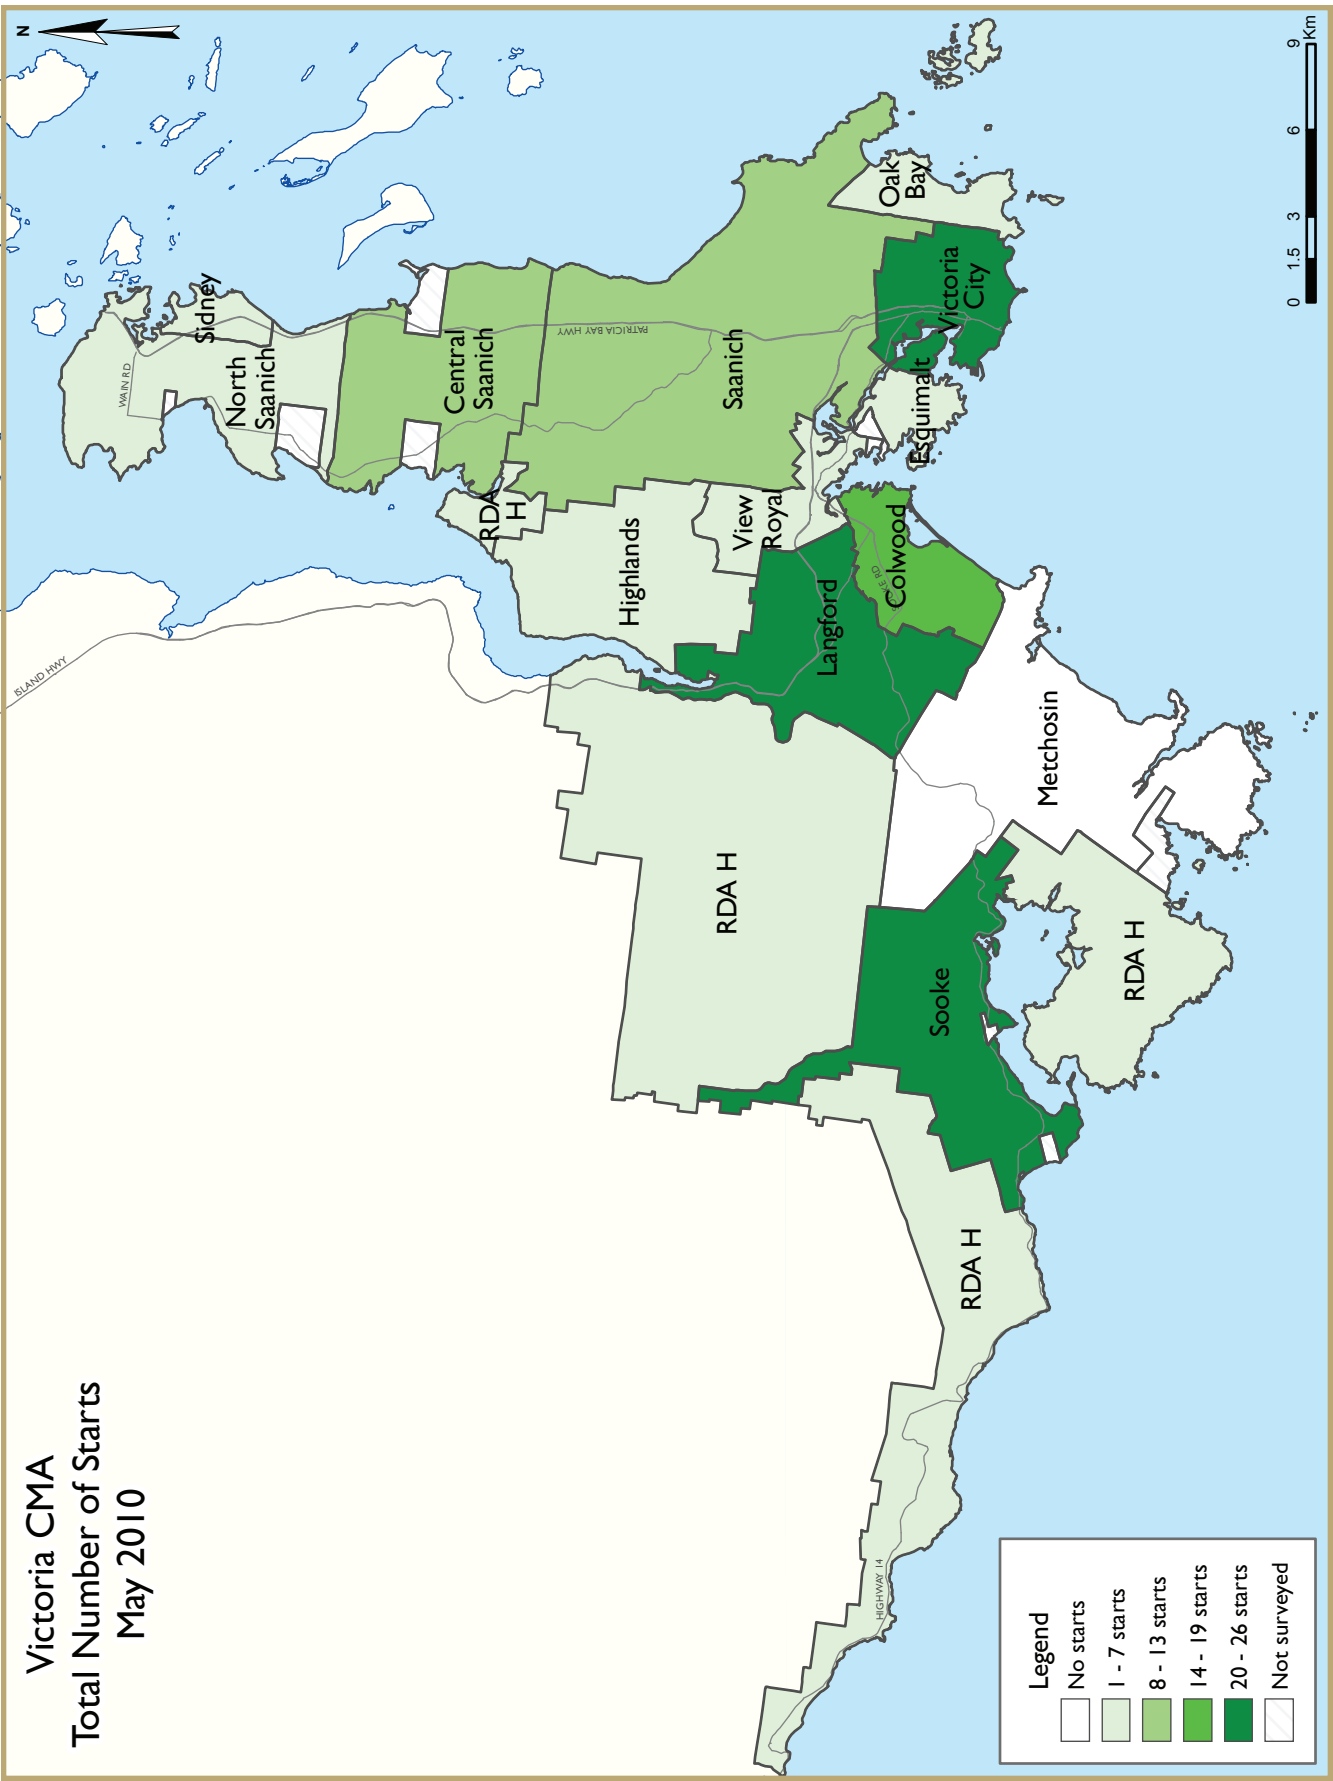 Victoria CMA
Total Number of Starts
May 2010
N
ISLAND HWY
WAIN RD
Sidney
North
Saanich
Central
Saanich
PATRICIA BAY HWY
Saanich
RDA
H
Highlands
View
Royal
Oak
Bay
Victoria
City
Esquimalt
Langford
Colwood
Metchosin
RDA H
Sooke
RDA H
RDA H
HIGHWAY 14
Legend
No starts
1 - 7 starts
8 - 13 starts
14 - 19 starts
20 - 26 starts
Not surveyed
0 1.5 3 6 9
Km